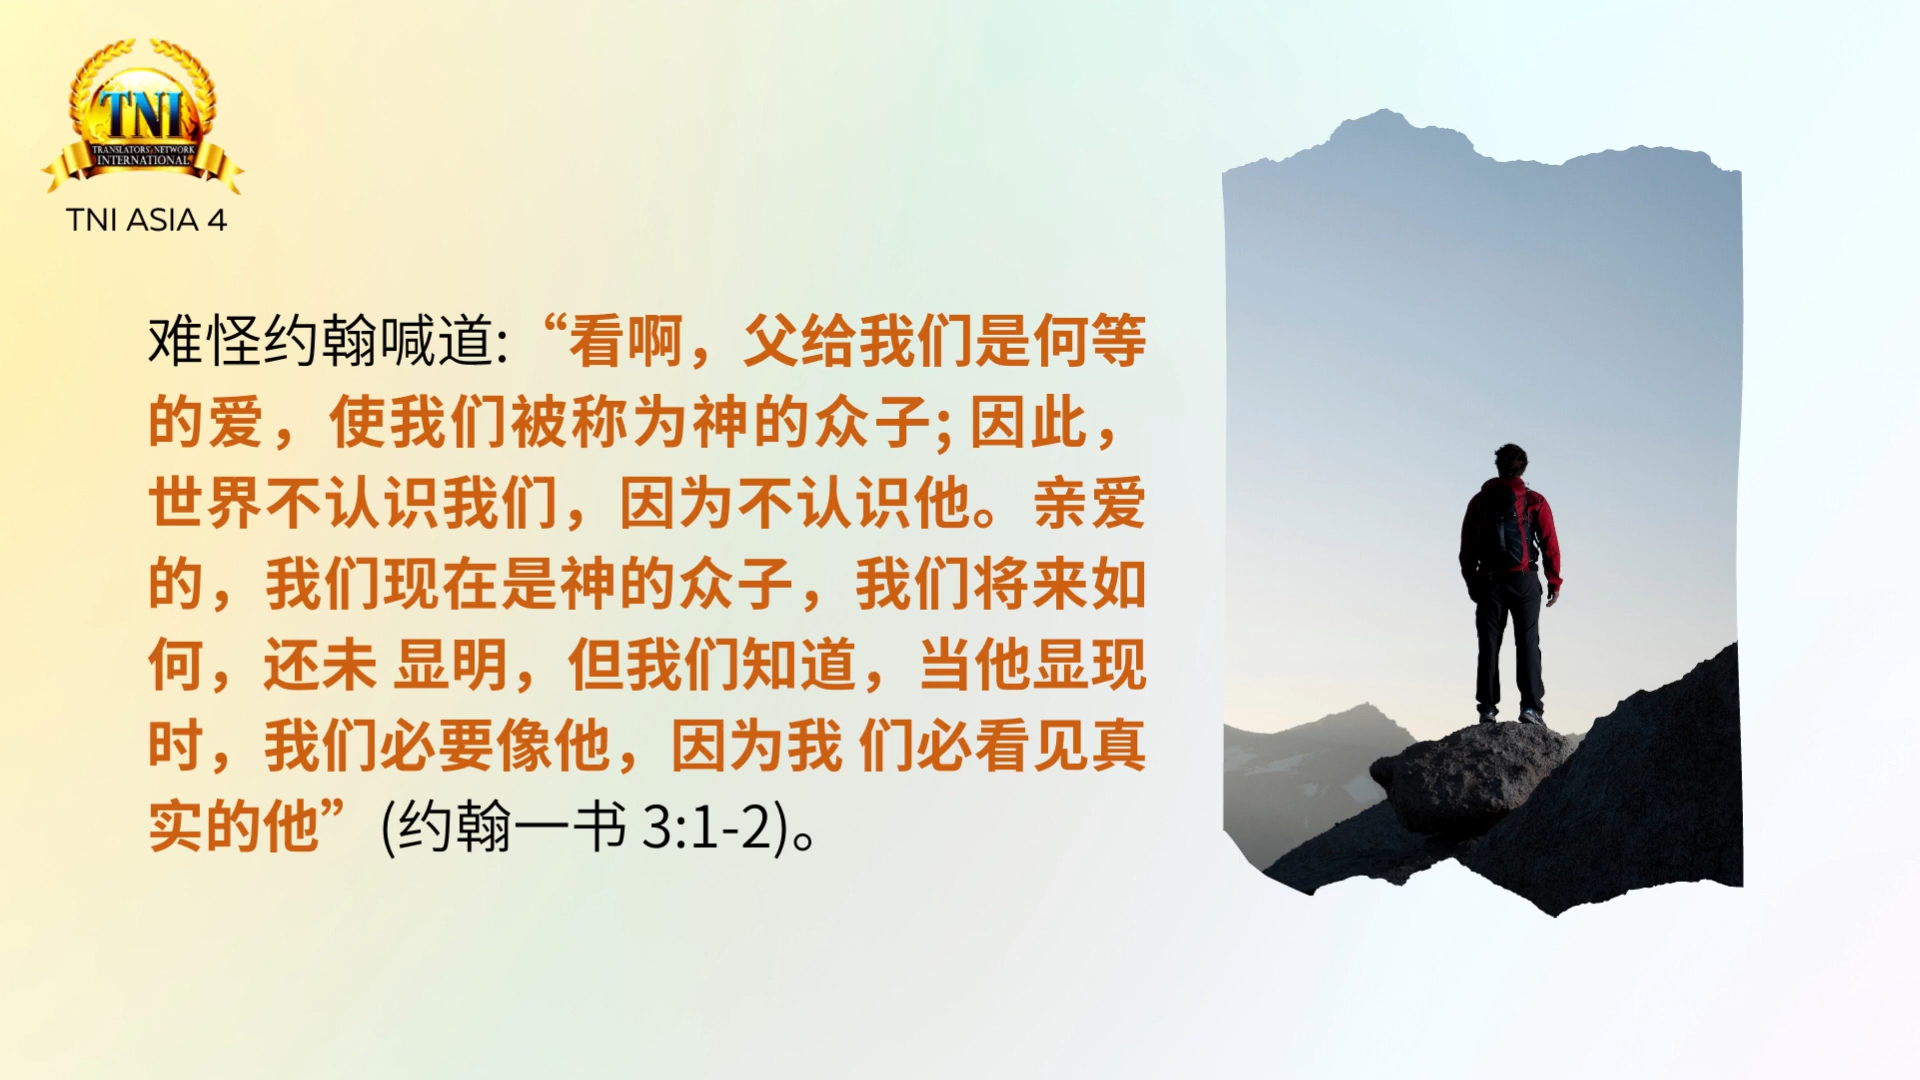 TNI
TRANSLATORS' NETWORK
INTERNATIONAL
TNI ASIA 4
难怪约翰喊道:“看啊，父给我们是何等
的爱，使我们被称为神的众子; 因此，
世界不认识我们，因为不认识他。亲爱
的，我们现在是神的众子，我们将来如
何，还未 显明，但我们知道，当他显现
时，我们必要像他，因为我 们必看见真
实的他” (约翰一书 3:1-2)。